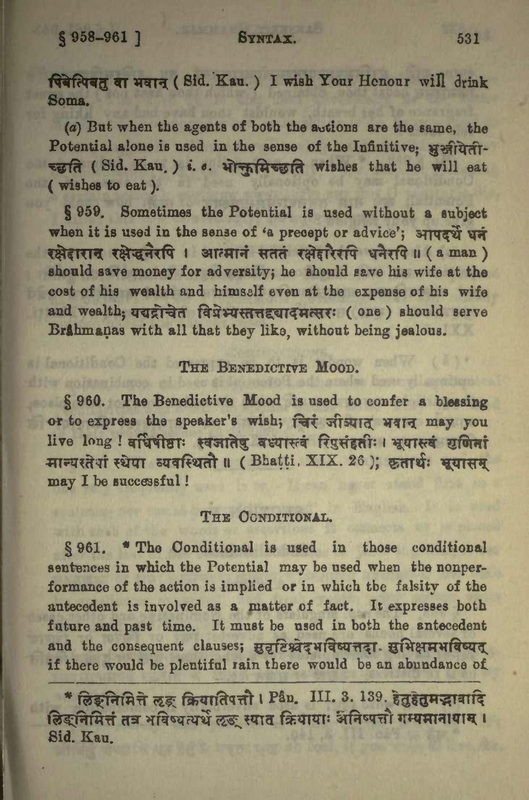 § 958-961 ] SYNTAX. 531
पिबेत्पिबतु वा भवान् ( Sid. Kau. ) I wish Your Honour will drink
Soma.
(a) But when the agents of both the actions are the same, the
Potential alone is used in the sense of the Infinitive; भुञ्जीयेती-
च्छति ( Sid. Kau. ) i. e. भोक्तुमिच्छति wishes that he will eat
( wishes to eat ).
§ 959. Sometimes the Potential is used without a subject
when it is used in the sense of ‘a precept or advice’; आपदर्थे धनं
रक्षेद्दारान् रक्षेद्धनैरपि । आत्मानं सततं रक्षेद्दारैरपि धनैरपि ॥ ( a man )
should save money for adversity; he should save his wife at the
cost of his wealth and himself even at the expense of his wife
and wealth; यद्यद्रोचेत विप्रेभ्यस्तत्तद्दद्यादमत्सरः ( one ) should serve
Brâhmaṇas with all that they like, without being jealous.
THE BENEDICTIVE MOOD.
§ 960. The Benedictive Mood is used to confer a blessing
or to express the speaker's wish; चिरं जीव्यात् भवान् may you
live long ! वर्धिषीष्ठाः स्वजातेषु वध्यास्त्वं रिपुसंहतीः । भूयास्त्वं गुणिनां
मान्यस्तेषां स्थेया व्यवस्थितौ ॥ ( Bhaṭṭi. XIX. 26 ); कृतार्थः भूयासम्
may I be successful !
THE CONDITIONAL.
§ 961. * The Conditional is used in those conditional
sentences in which the Potential may be used when the nonper-
formance of the action is implied or in which the falsity of the
antecedent is involved as a matter of fact. It expresses both
future and past time. It must be used in both the antecedent
and the consequent clauses; सुवृष्टिश्चेदभविष्यत्तदा सुभिक्षमभविष्यत्
if there would be plentiful rain there would be an abundance of
* लिङ्निमित्ते लृङ् क्रियातिपत्तौ । Pân. III. 3. 139. हेतुहेतुमद्भावादि
लिङ्निमित्तं तत्र भविष्यत्यर्थे लृङ् स्यात् क्रियायाः अनिष्पत्तौ गम्यमानायाम् ।
Sid. Kau.